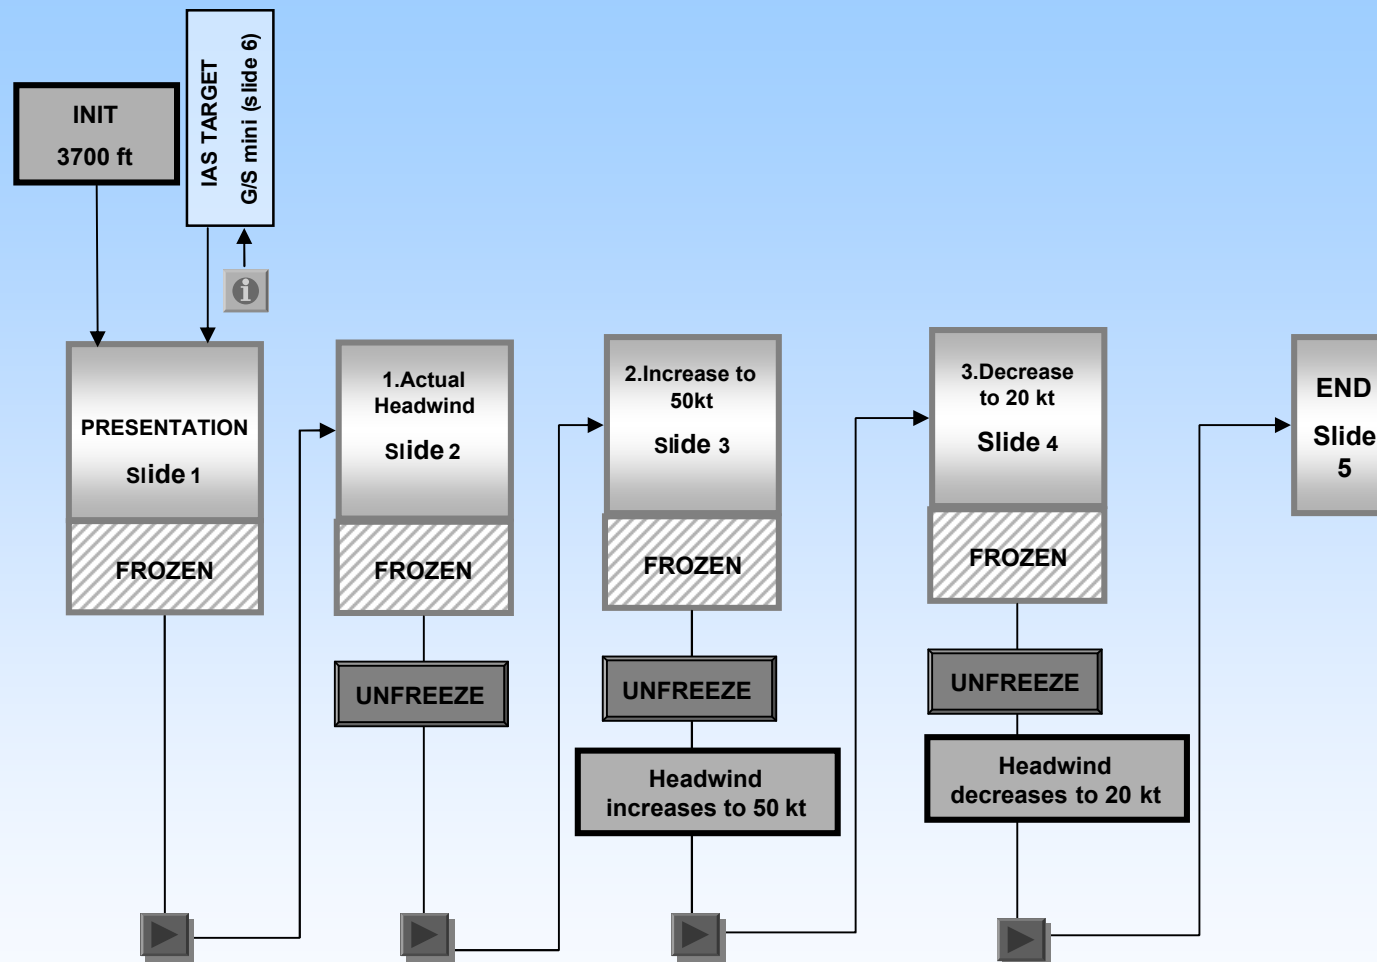 INIT
3700 ft
IAS TARGET
G/S mini (slide 6)
PRESENTATION
Slide 1
FROZEN
1.Actual
Headwind
Slide 2
FROZEN
UNFREEZE
2.Increase to
50kt
Slide 3
FROZEN
UNFREEZE
Headwind
increases to 50 kt
3.Decrease
to 20 kt
Slide 4
FROZEN
UNFREEZE
Headwind
decreases to 20 kt
END
Slide
5